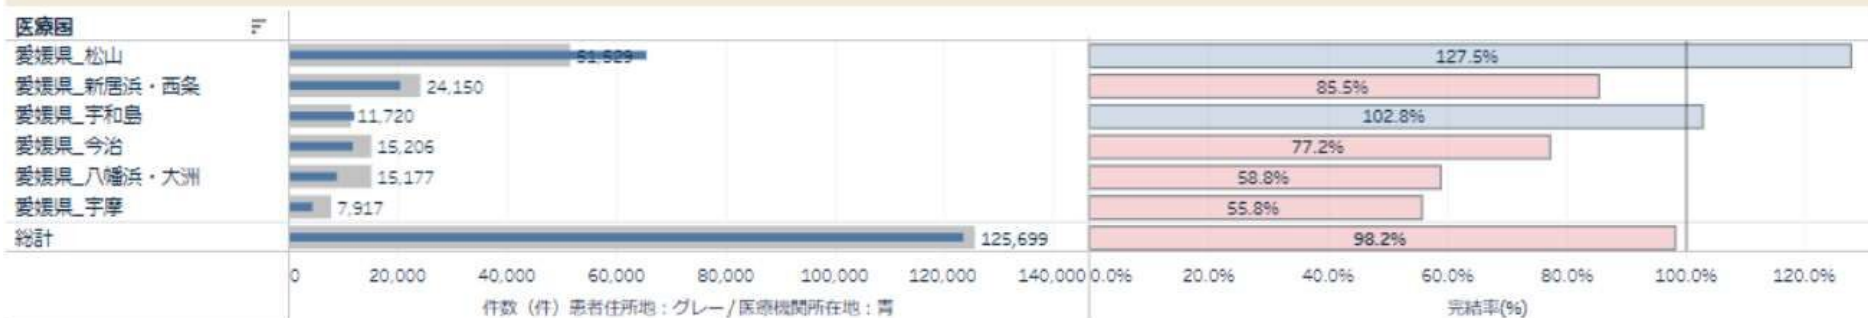 医療圏
愛媛県_松山 51,529 127.5%
愛媛県_新居浜・西条 24,150 85.5%
愛媛県_宇和島 11,720 102.8%
愛媛県_今治 15,206 77.2%
愛媛県_八幡浜・大洲 15,177 58.8%
愛媛県_宇摩 7,917 55.8%
総計 125,699 98.2%
0 20,000 40,000 60,000 80,000 100,000 120,000 140,000 0.0% 20.0% 40.0% 60.0% 80.0% 100.0% 120.0%
件数（件）患者住所地：グレー/医療機関所在地：青 完結率(%)